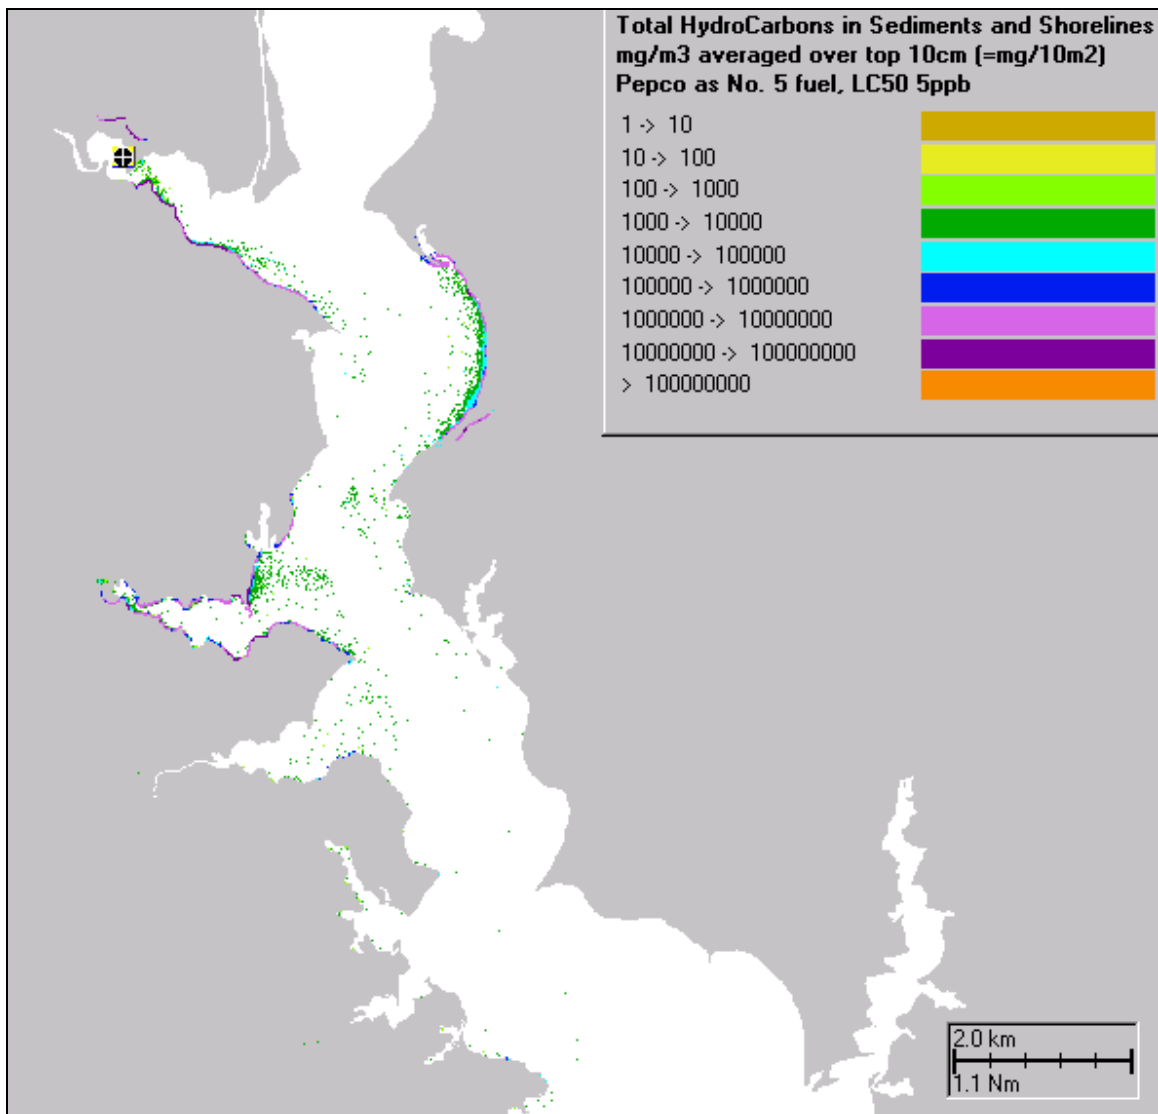 Total HydroCarbons in Sediments and Shorelines
mg/m3 averaged over top 10cm (=mg/10m2)
Pepco as No. 5 fuel, LC50 5ppb
1 -> 10
10 -> 100
100 -> 1000
1000 -> 10000
10000 -> 100000
100000 -> 1000000
1000000 -> 10000000
10000000 -> 100000000
> 100000000
2.0 km
1.1 Nm